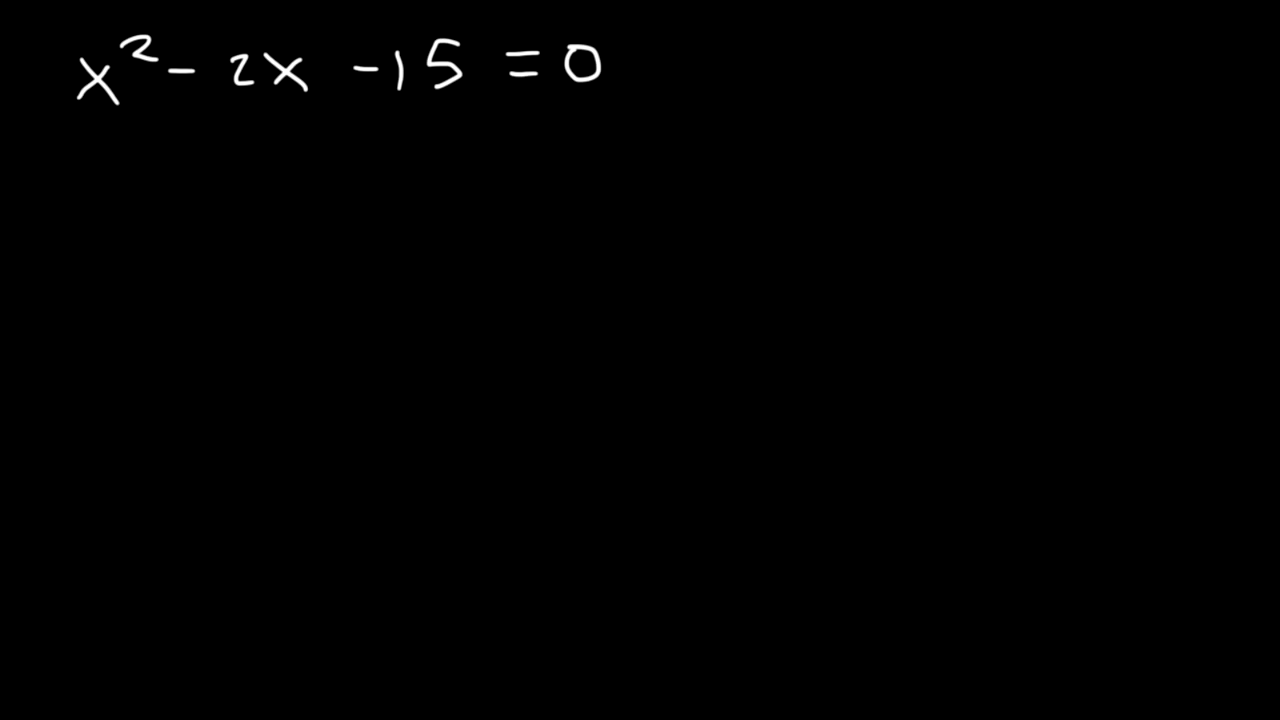 x² - 2x - 15 = 0